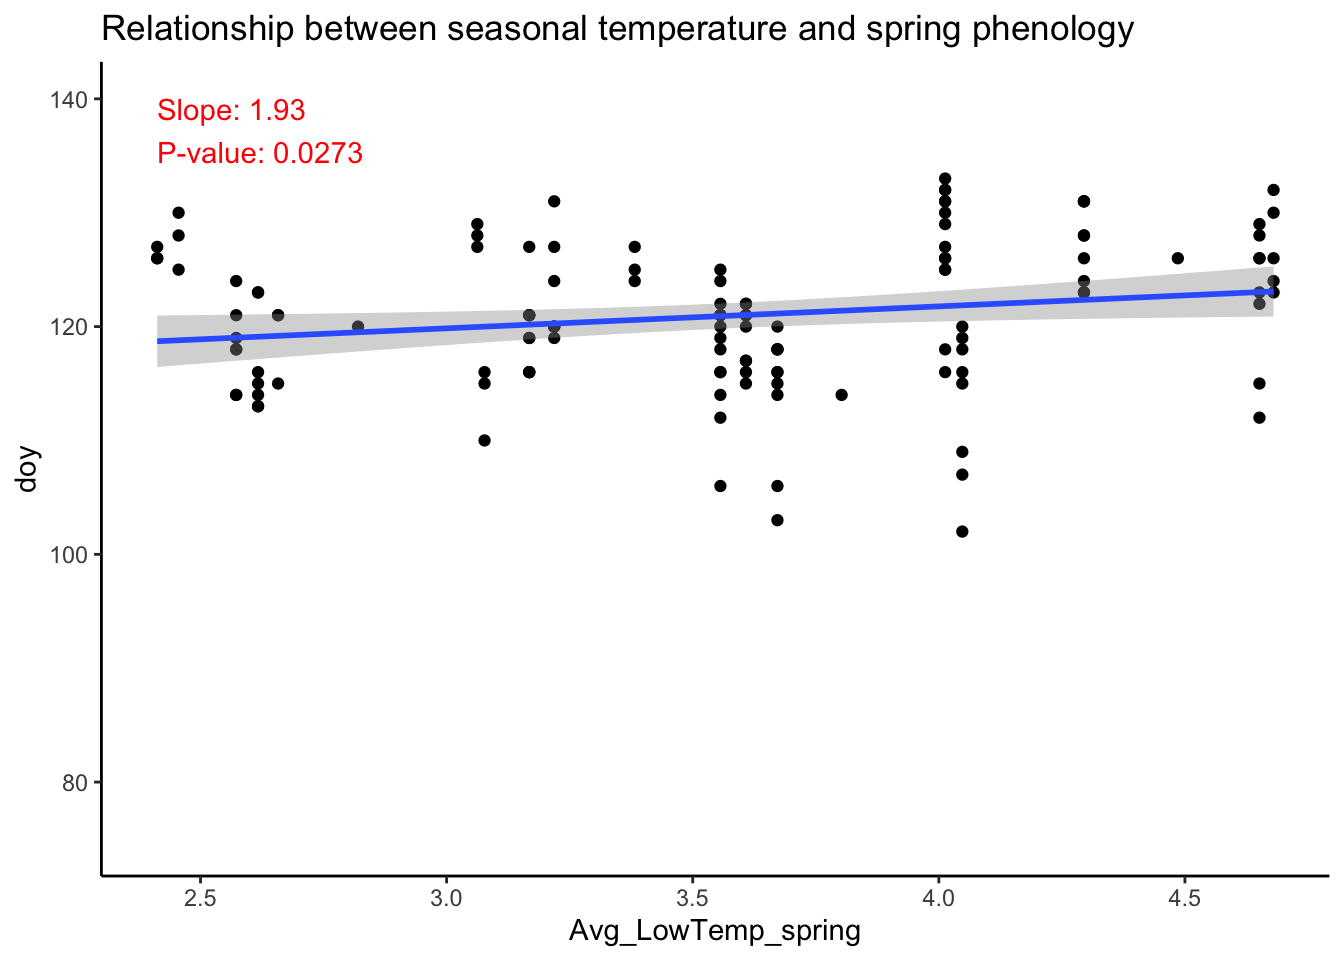 Relationship between seasonal temperature and spring phenology
140
Slope: 1.93
P-value: 0.0273
120
doy
100
80
2.5 3.0 3.5 4.0 4.5
Avg_LowTemp_spring